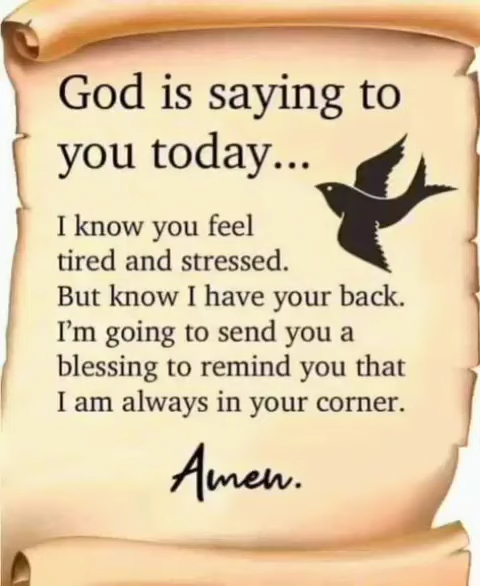 God is saying to
you today...
I know you feel
tired and stressed.
But know I have your back.
I’m going to send you a
blessing to remind you that
I am always in your corner.
Amen.